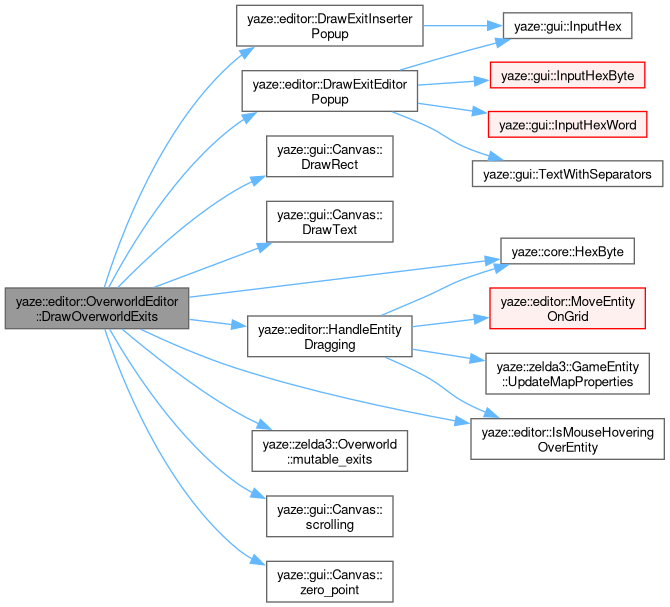 yaze::editor::OverworldEditor
::DrawOverworldExits
yaze::editor::DrawExitInserter
Popup
yaze::editor::DrawExitEditor
Popup
yaze::gui::Canvas::
DrawRect
yaze::gui::Canvas::
DrawText
yaze::editor::HandleEntity
Dragging
yaze::zelda3::Overworld
::mutable_exits
yaze::gui::Canvas::
scrolling
yaze::gui::Canvas::
zero_point
yaze::gui::InputHex
yaze::gui::InputHexByte
yaze::gui::InputHexWord
yaze::gui::TextWithSeparators
yaze::core::HexByte
yaze::editor::MoveEntity
OnGrid
yaze::zelda3::GameEntity
::UpdateMapProperties
yaze::editor::IsMouseHovering
OverEntity